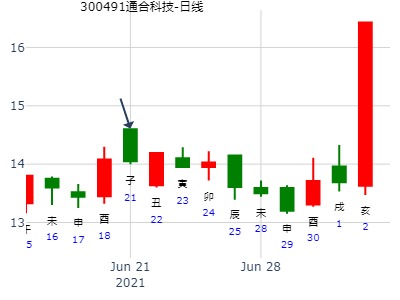 300491通合科技-日线
16
15
14
13
5
未
16
申
17
酉
18
子
21
丑
22
寅
23
卯
24
辰
25
未
28
申
29
酉
30
戌
1
亥
2
Jun 21
2021
Jun 28